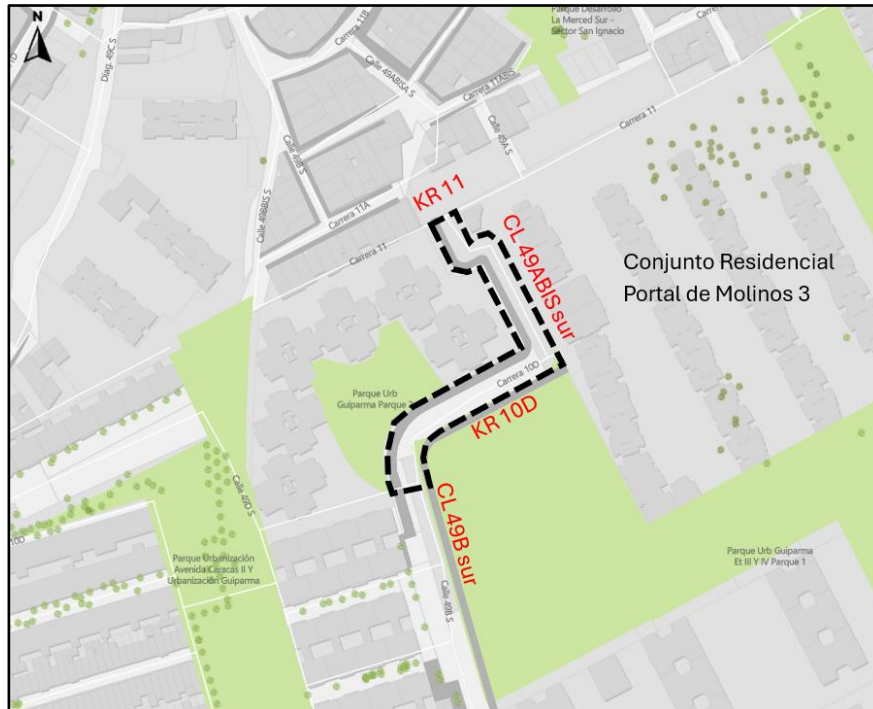 N
Parque Desarrollo
La Merced Sur -
Sector San Ignacio
Carrera 11B
Diag. 49C S
Calle 49ABISA S
Carrera 11ABIS
Calle 49A S
Carrera 11
Calle 49B S
Carrera 11A
Calle 49BBIS S
KR 11
Carrera 11
CL 49ABIS sur
Conjunto Residencial
Portal de Molinos 3
Carrera 10D
Parque Urb
Guiparma Parque
KR 10D
Calle 49D S
CL 49B sur
Parque Urbanización
Avenida Caracas II Y
Urbanización Guiparma
Parque Urb Guiparma
Et III Y IV Parque 1
Calle 49B S